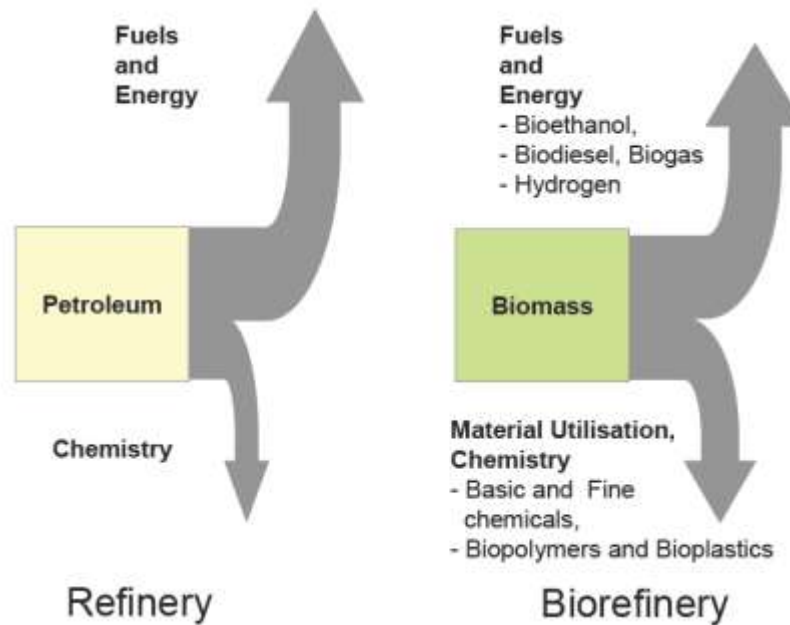 Fuels
and
Energy
Petroleum
Chemistry
Refinery
Fuels
and
Energy
- Bioethanol,
- Biodiesel, Biogas
- Hydrogen
Biomass
Material Utilisation,
Chemistry
- Basic and Fine
chemicals,
- Biopolymers and Bioplastics
Biorefinery